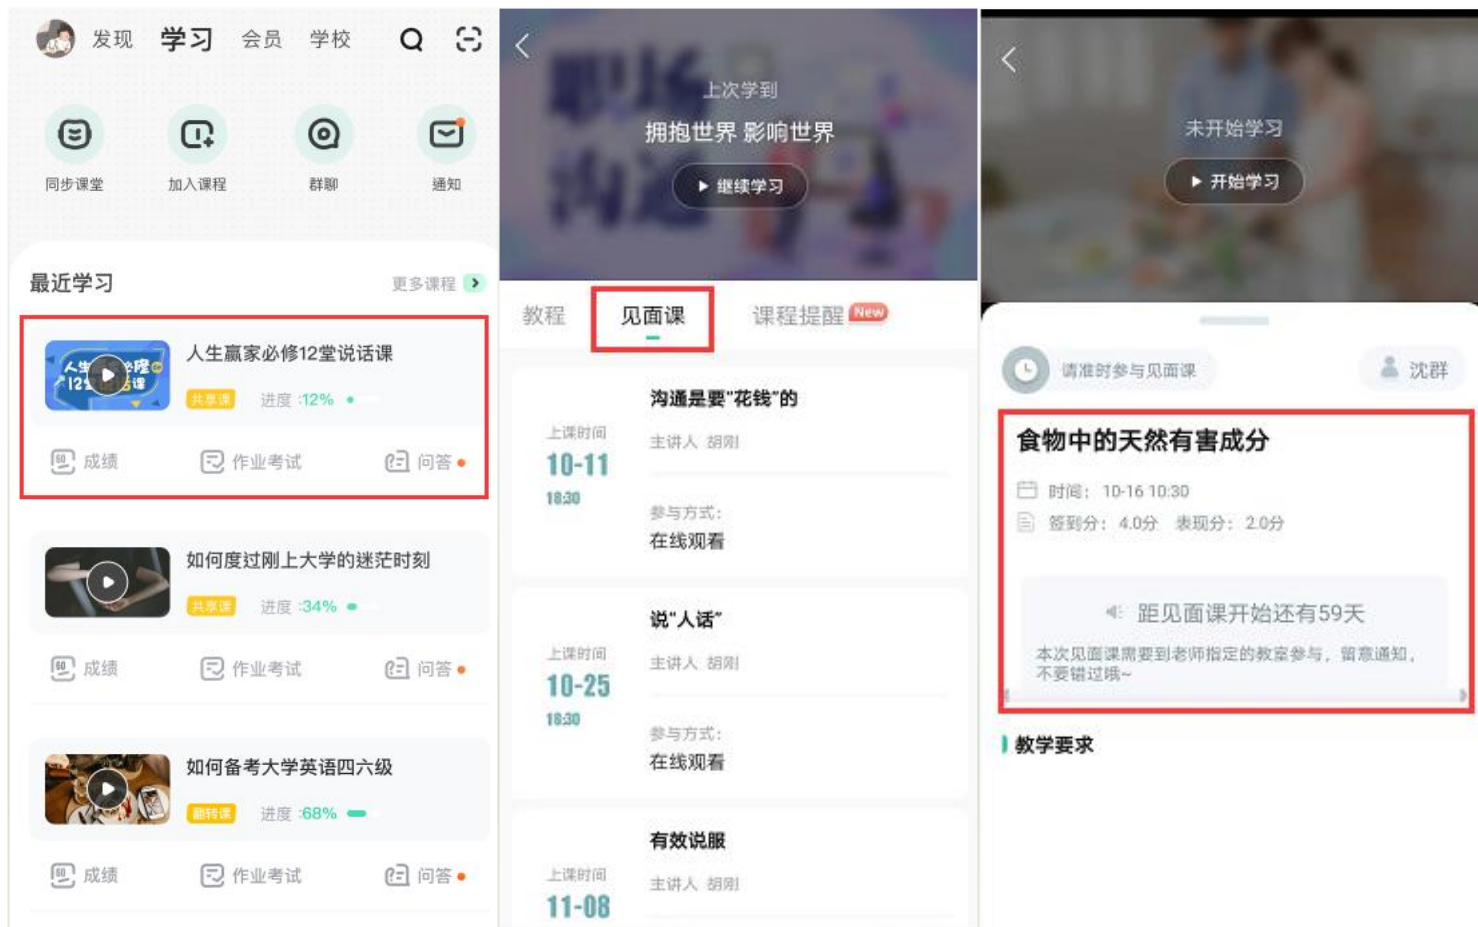 发现 学习 会员 学校
同步课堂 加入课程 群聊 通知
最近学习 更多课程
人生赢家必修12堂说话课
共享课 进度:12%
成绩 作业考试 问答
如何度过刚上大学的迷茫时刻
共享课 进度:34%
成绩 作业考试 问答
如何备考大学英语四六级
翻转课 进度:68%
成绩 作业考试 问答
职场
沟通
上次学到
拥抱世界 影响世界
继续学习
教程 见面课 课程提醒 New
沟通是要"花钱"的
上课时间
主讲人 胡刚
10-11
18:30
参与方式:
在线观看
说"人话"
上课时间
主讲人 胡刚
10-25
18:30
参与方式:
在线观看
有效说服
上课时间
主讲人 胡刚
11-08
未开始学习
开始学习
请准时参与见面课 沈群
食物中的天然有害成分
时间: 10-16 10:30
签到分: 4.0分 表现分: 2.0分
距见面课开始还有59天
本次见面课需要到老师指定的教室参与，留意通知，
不要错过哦~
教学要求